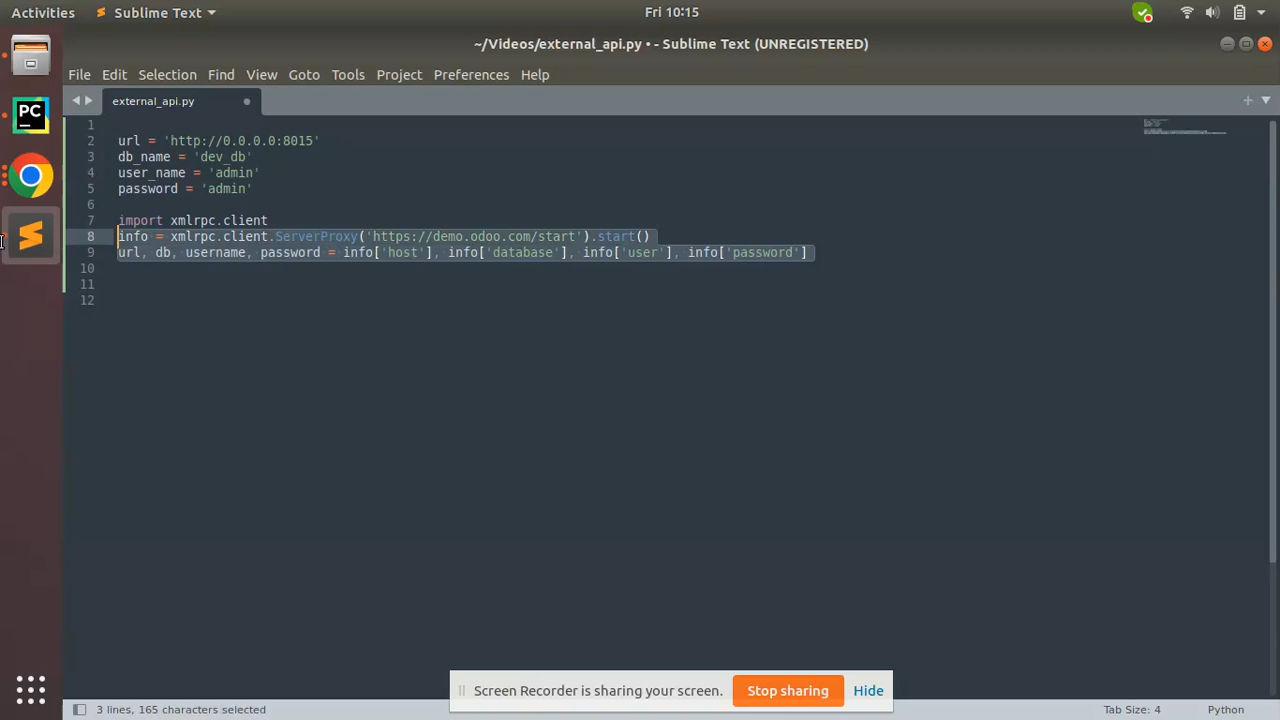 Activities Sublime Text Fri 10:15
~/Videos/external_api.py • - Sublime Text (UNREGISTERED)
File Edit Selection Find View Goto Tools Project Preferences Help
external_api.py
PC
1
2 url = 'http://0.0.0.0:8015'
3 db_name = 'dev_db'
4 user_name = 'admin'
5 password = 'admin'
6
7 import xmlrpc.client
8 info = xmlrpc.client.ServerProxy('https://demo.odoo.com/start').start()
9 url, db, username, password = info['host'], info['database'], info['user'], info['password']
10
11
12
Screen Recorder is sharing your screen. Stop sharing Hide
3 lines, 165 characters selected Tab Size: 4 Python